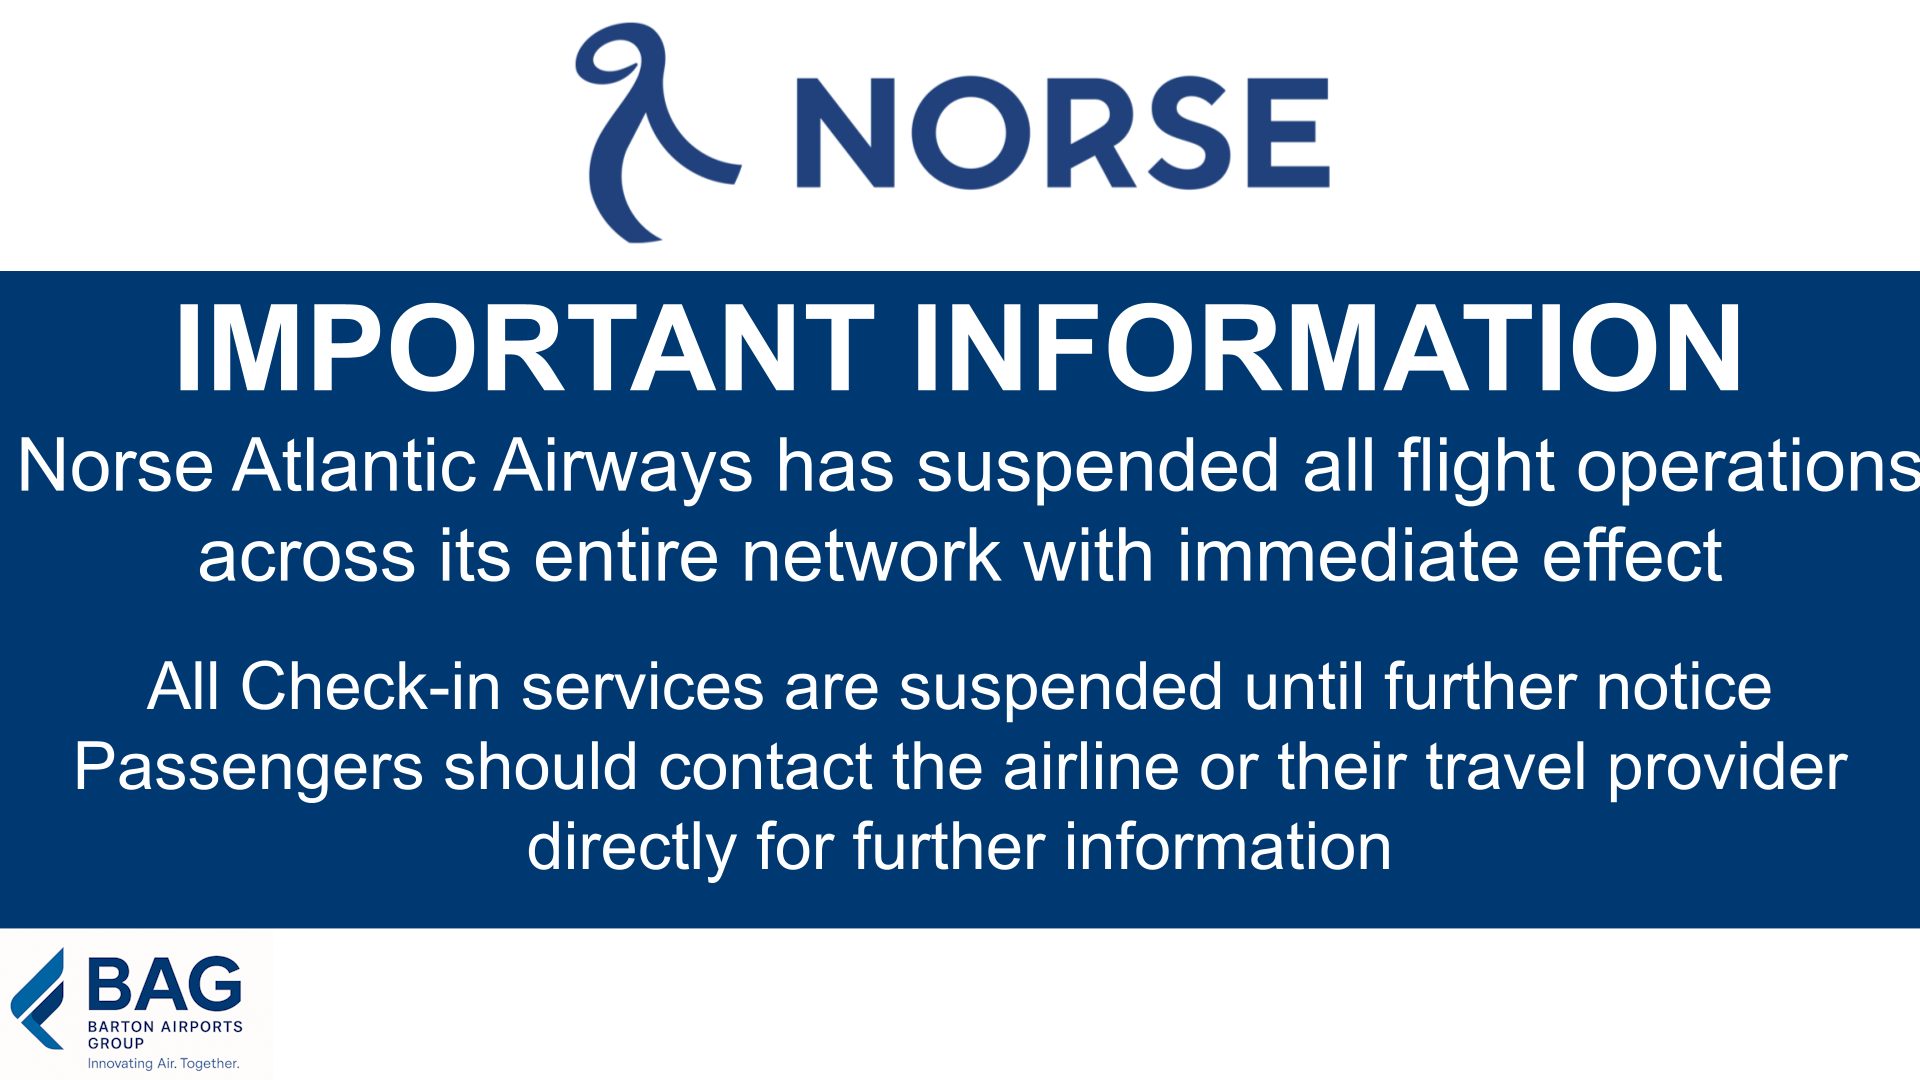 NORSE
IMPORTANT INFORMATION
Norse Atlantic Airways has suspended all flight operations
across its entire network with immediate effect
All Check-in services are suspended until further notice
Passengers should contact the airline or their travel provider
directly for further information
BAG
BARTON AIRPORTS
GROUP
Innovating Air. Together.